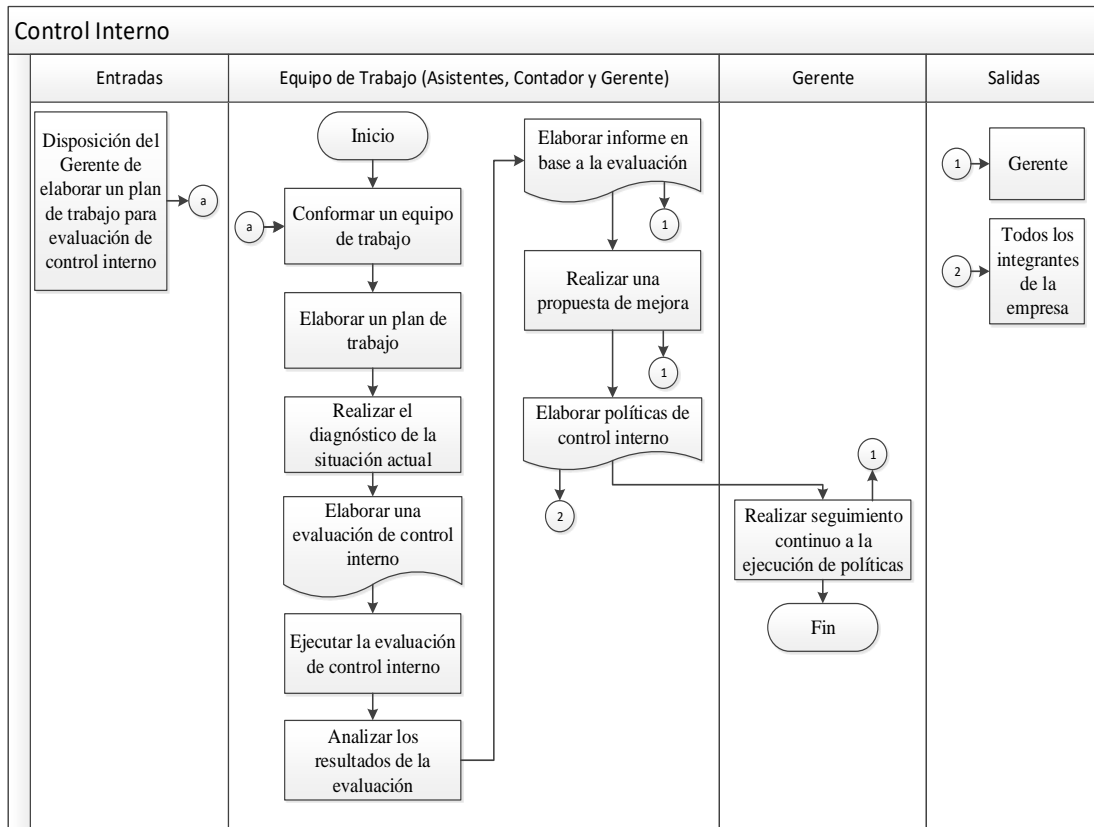 Control Interno
Entradas
Equipo de Trabajo (Asistentes, Contador y Gerente)
Gerente
Salidas
Disposición del
Gerente de
elaborar un plan
de trabajo para
evaluación de
control interno
a
Inicio
a
Conformar un equipo
de trabajo
Elaborar un plan de
trabajo
Realizar el
diagnóstico de la
situación actual
Elaborar una
evaluación de control
interno
Ejecutar la evaluación
de control interno
Analizar los
resultados de la
evaluación
Elaborar informe en
base a la evaluación
1
Realizar una
propuesta de mejora
1
Elaborar políticas de
control interno
2
1
Realizar seguimiento
continuo a la
ejecución de políticas
Fin
1
Gerente
2
Todos los
integrantes
de la
empresa